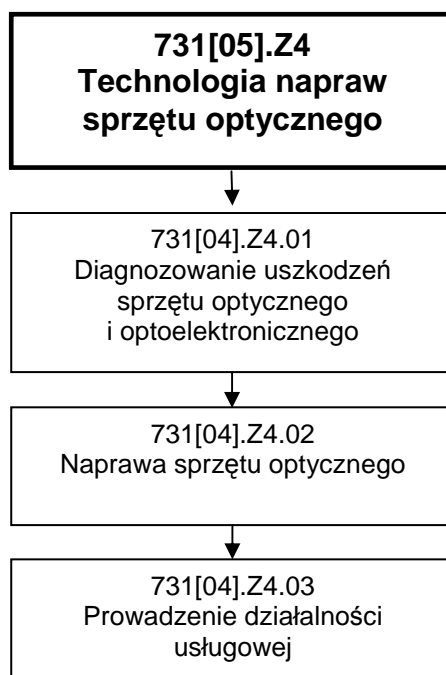 731[05].Z4
Technologia napraw
sprzętu optycznego
731[04].Z4.01
Diagnozowanie uszkodzeń
sprzętu optycznego
i optoelektronicznego
731[04].Z4.02
Naprawa sprzętu optycznego
731[04].Z4.03
Prowadzenie działalności
usługowej